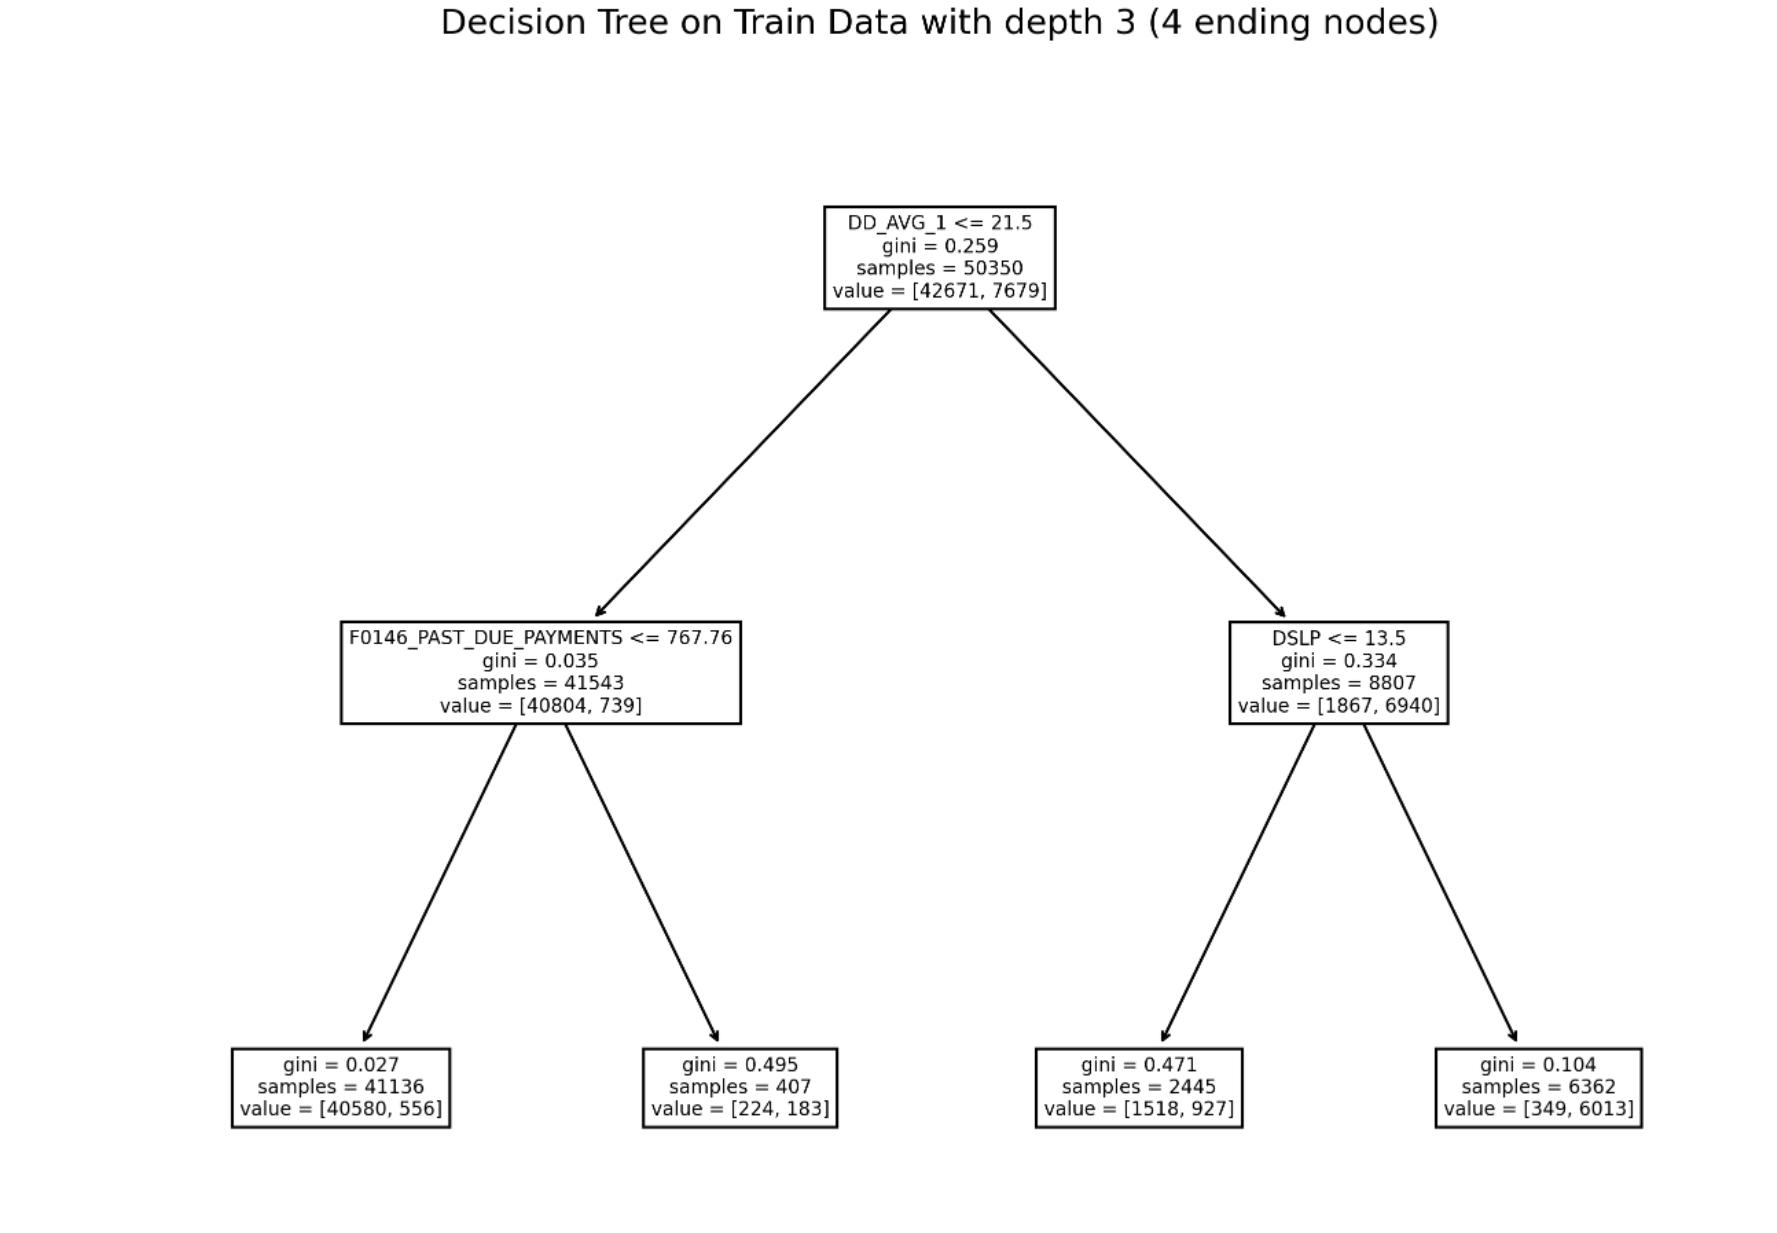 Decision Tree on Train Data with depth 3 (4 ending nodes)
DD_AVG_1 <= 21.5
gini = 0.259
samples = 50350
value = [42671, 7679]
F0146_PAST_DUE_PAYMENTS <= 767.76
gini = 0.035
samples = 41543
value = [40804, 739]
DSLP <= 13.5
gini = 0.334
samples = 8807
value = [1867, 6940]
gini = 0.027
samples = 41136
value = [40580, 556]
gini = 0.495
samples = 407
value = [224, 183]
gini = 0.471
samples = 2445
value = [1518, 927]
gini = 0.104
samples = 6362
value = [349, 6013]